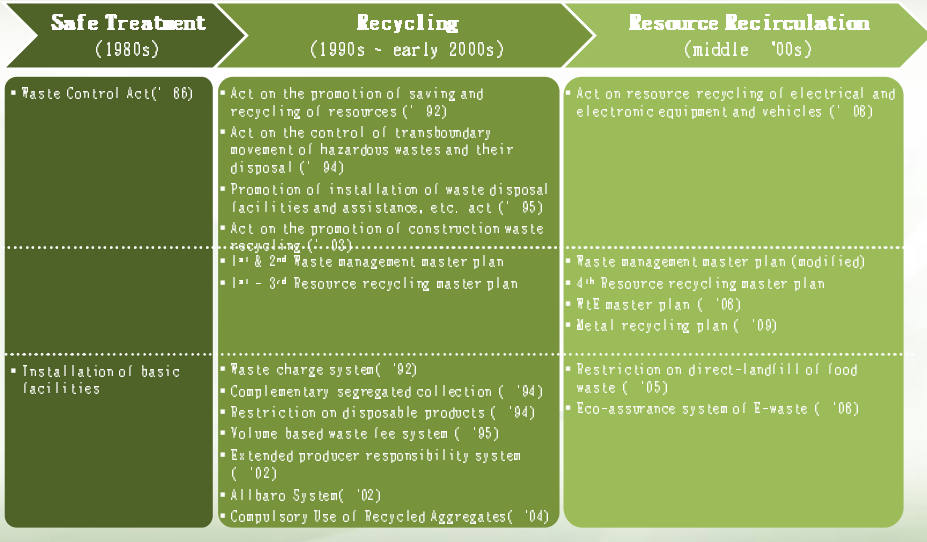 Safe Treatment
(1980s)
Recycling
(1990s ~ early 2000s)
Resource Recirculation
(middle '00s)
▪ Waste Control Act(' 86)
▪ Act on the promotion of saving and
recycling of resources (' 92)
▪ Act on the control of transboundary
movement of hazardous wastes and their
disposal (' 94)
▪ Promotion of installation of waste disposal
facilities and assistance, etc. act (' 95)
▪ Act on the promotion of construction waste
recycling (' 03)
▪ 1st & 2nd Waste management master plan
▪ 1st - 3rd Resource recycling master plan
▪ Act on resource recycling of electrical and
electronic equipment and vehicles (' 08)
▪ Waste management master plan (modified)
▪ 4th Resource recycling master plan
▪ WtE master plan ( '08)
▪ Metal recycling plan ( '09)
▪ Installation of basic
facilities
▪ Waste charge system( '92)
▪ Complementary segregated collection ( '94)
▪ Restriction on disposable products ( '94)
▪ Volume based waste fee system ( '95)
▪ Extended producer responsibility system
( '02)
▪ Allbaro System( '02)
▪ Compulsory Use of Recycled Aggregates( '04)
▪ Restriction on direct-landfill of food
waste ( '05)
▪ Eco-assurance system of E-waste ( '08)